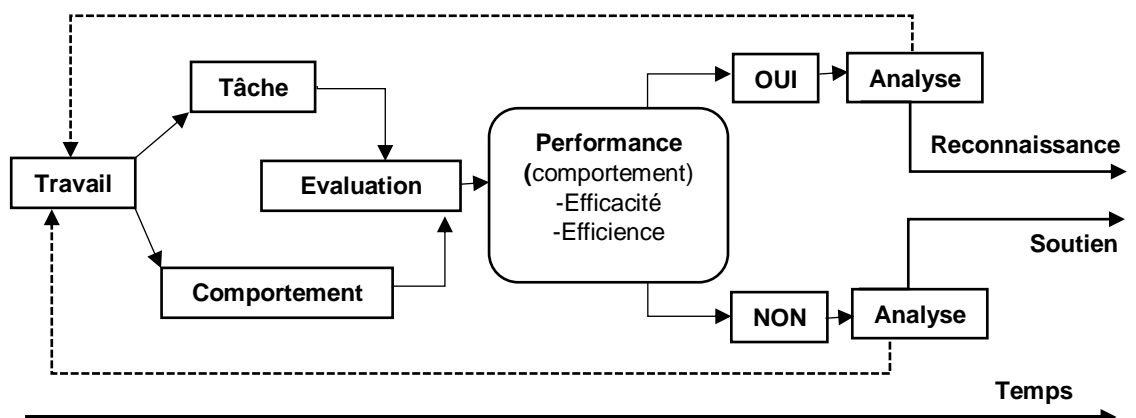 Tâche
OUI
Analyse
Performance
(comportement)
-Efficacité
-Efficience
Reconnaissance
Travail
Evaluation
Soutien
Comportement
NON
Analyse
Temps